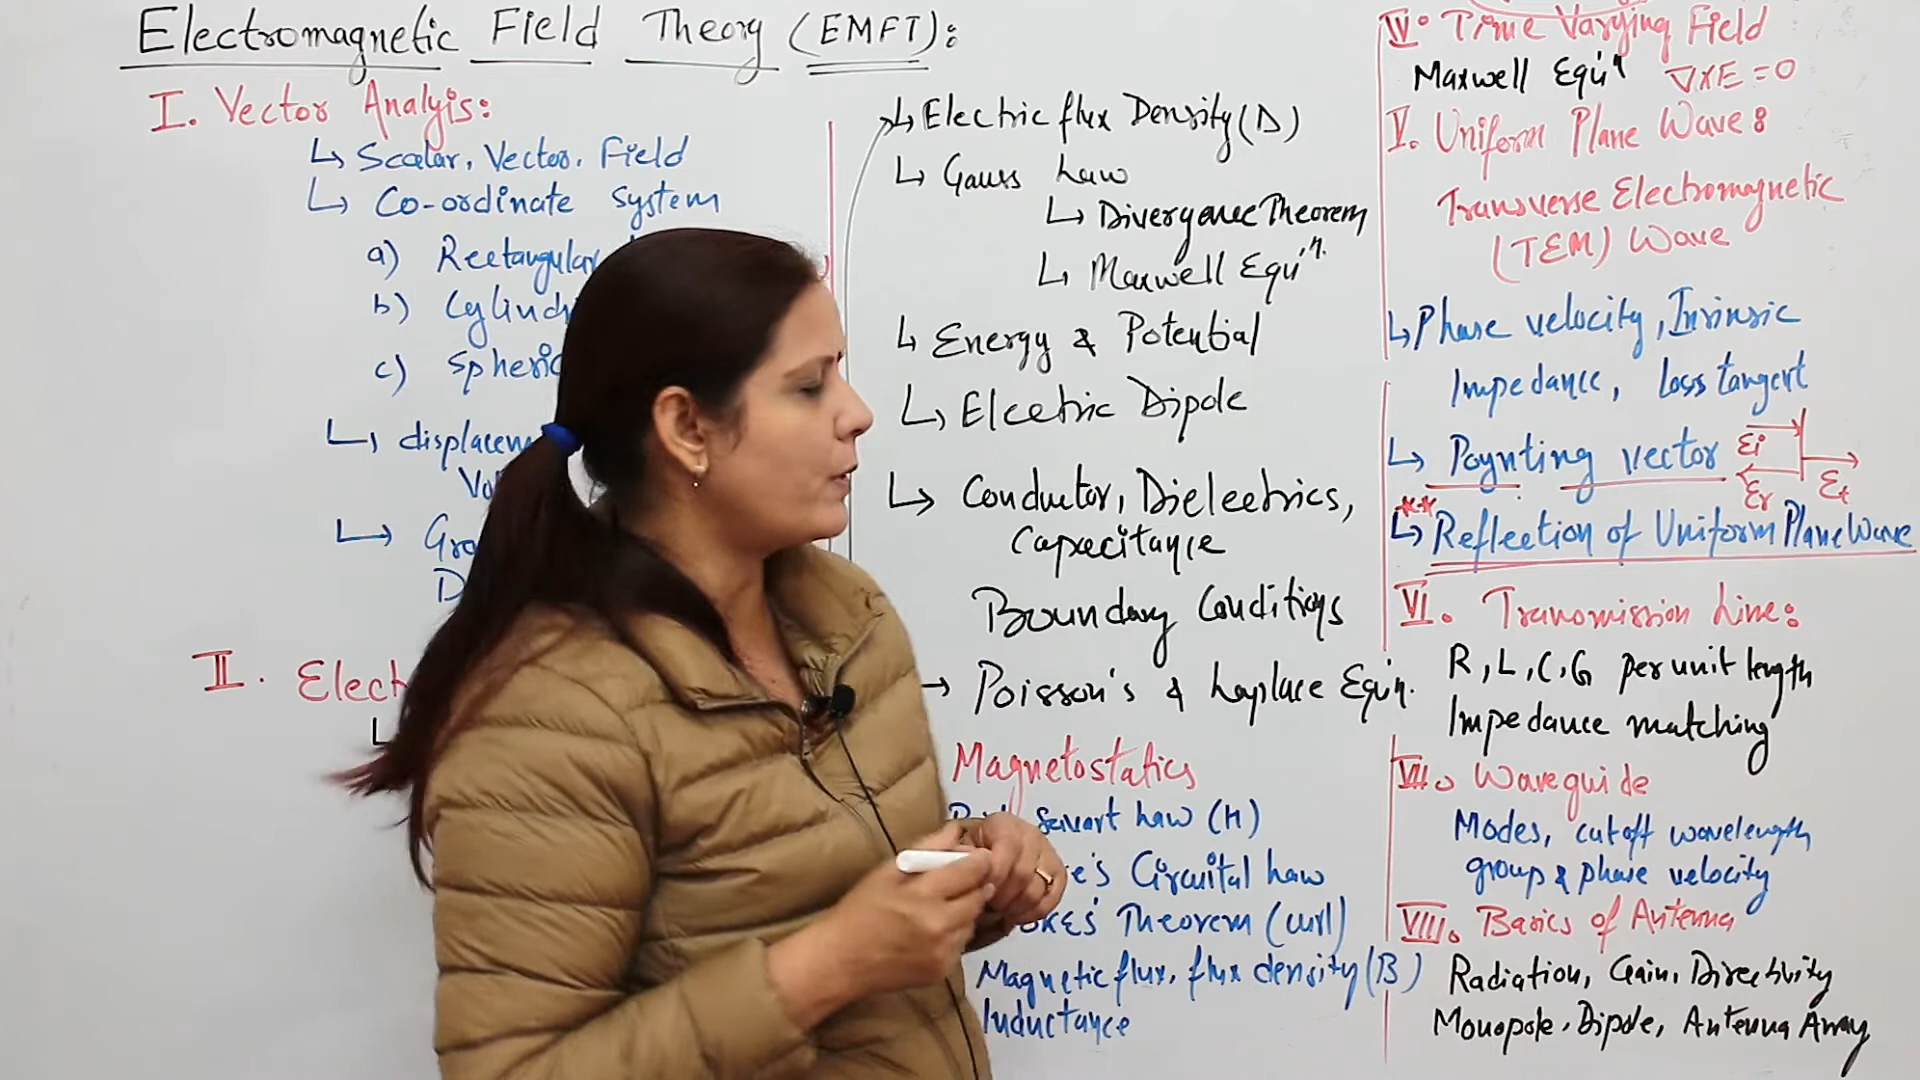 Electromagnetic Field Theory (EMFT):
I. Vector Analyis:
↳ Scalar, Vector, Field
↳ Co-ordinate system
a) Rectangular
b) Cylindri
c) Spheric
↳ displacem
Vo
↳ Gra
D
II. Elect
↳ Electric flux Density (D)
↳ Gauss Law
↳ Divergence Theorem
↳ Maxwell Equⁿ.
↳ Energy & Potential
↳ Electric Dipole
↳ Conductor, Dielectrics,
Capacitance
Boundary Conditions
→ Poisson's & Laplace Equn.
Magnetostatics
Savart Law (H)
e's Circuital Law
OKES' Theorem (curl)
Magnetic flux, flux density (B)
Inductance
IV. Time Varying Field
Maxwell Equⁿ ∇×E = 0
V. Uniform Plane Wave:
Transverse Electromagnetic
(TEM) Wave
↳ Phase velocity, Inrinsic
Impedance, Loss tangent
↳ Poynting vector Ei Er Et
** ↳ Reflection of Uniform Plane Wave
VI. Transmission Line:
R, L, C, G per unit length
Impedance matching
VII. Waveguide
Modes, cutoff wavelength
group & phase velocity
VIII. Basics of Antenna
Radiation, Gain, Directivity
Monopole, Dipole, Antenna Array